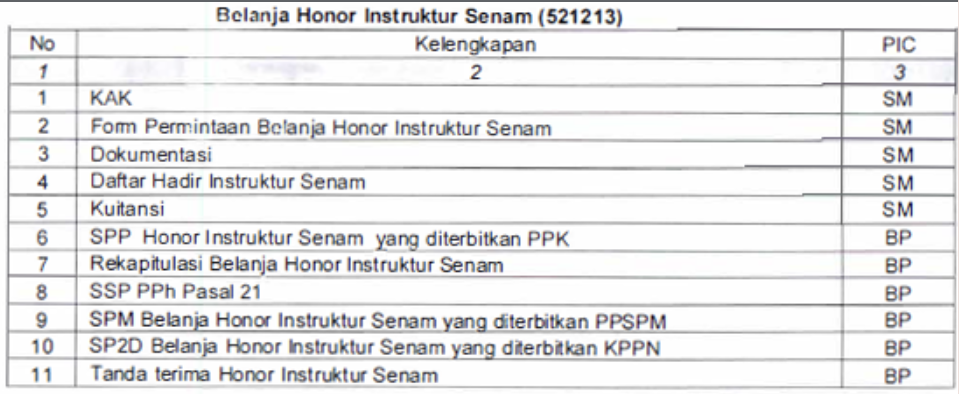 Belanja Honor Instruktur Senam (521213)
No Kelengkapan PIC
1 2 3
1 KAK SM
2 Form Permintaan Belanja Honor Instruktur Senam SM
3 Dokumentasi SM
4 Daftar Hadir Instruktur Senam SM
5 Kuitansi SM
6 SPP Honor Instruktur Senam yang diterbitkan PPK BP
7 Rekapitulasi Belanja Honor Instruktur Senam BP
8 SSP PPh Pasal 21 BP
9 SPM Belanja Honor Instruktur Senam yang diterbitkan PPSPM BP
10 SP2D Belanja Honor Instruktur Senam yang diterbitkan KPPN BP
11 Tanda terima Honor Instruktur Senam BP